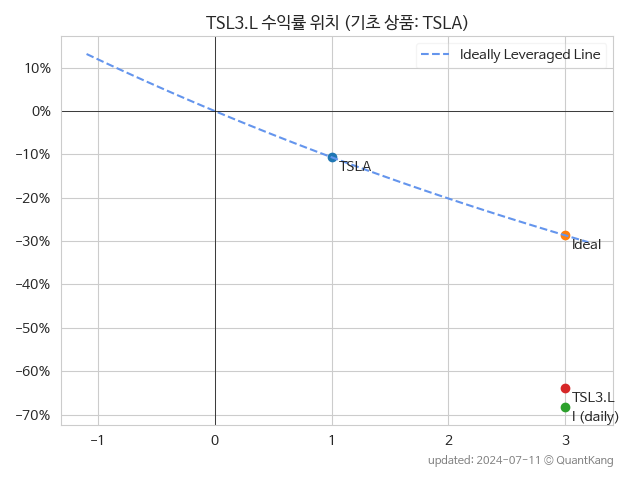 TSL3.L 수익률 위치 (기초 상품: TSLA)
Ideally Leveraged Line
10%
0%
−10%
−20%
−30%
−40%
−50%
−60%
−70%
TSLA
Ideal
TSL3.L
I (daily)
−1
0
1
2
3
updated: 2024-07-11 © QuantKang